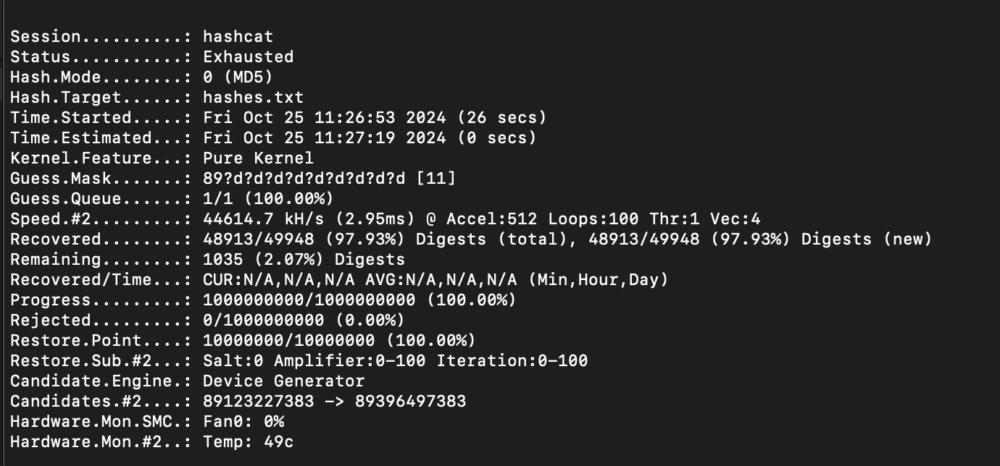 Session..........: hashcat
Status...........: Exhausted
Hash.Mode........: 0 (MD5)
Hash.Target......: hashes.txt
Time.Started.....: Fri Oct 25 11:26:53 2024 (26 secs)
Time.Estimated...: Fri Oct 25 11:27:19 2024 (0 secs)
Kernel.Feature...: Pure Kernel
Guess.Mask.......: 89?d?d?d?d?d?d?d?d?d [11]
Guess.Queue......: 1/1 (100.00%)
Speed.#2.........: 44614.7 kH/s (2.95ms) @ Accel:512 Loops:100 Thr:1 Vec:4
Recovered........: 48913/49948 (97.93%) Digests (total), 48913/49948 (97.93%) Digests (new)
Remaining........: 1035 (2.07%) Digests
Recovered/Time...: CUR:N/A,N/A,N/A AVG:N/A,N/A,N/A (Min,Hour,Day)
Progress.........: 1000000000/1000000000 (100.00%)
Rejected.........: 0/1000000000 (0.00%)
Restore.Point....: 10000000/10000000 (100.00%)
Restore.Sub.#2...: Salt:0 Amplifier:0-100 Iteration:0-100
Candidate.Engine.: Device Generator
Candidates.#2....: 89123227383 -> 89396497383
Hardware.Mon.SMC.: Fan0: 0%
Hardware.Mon.#2..: Temp: 49c